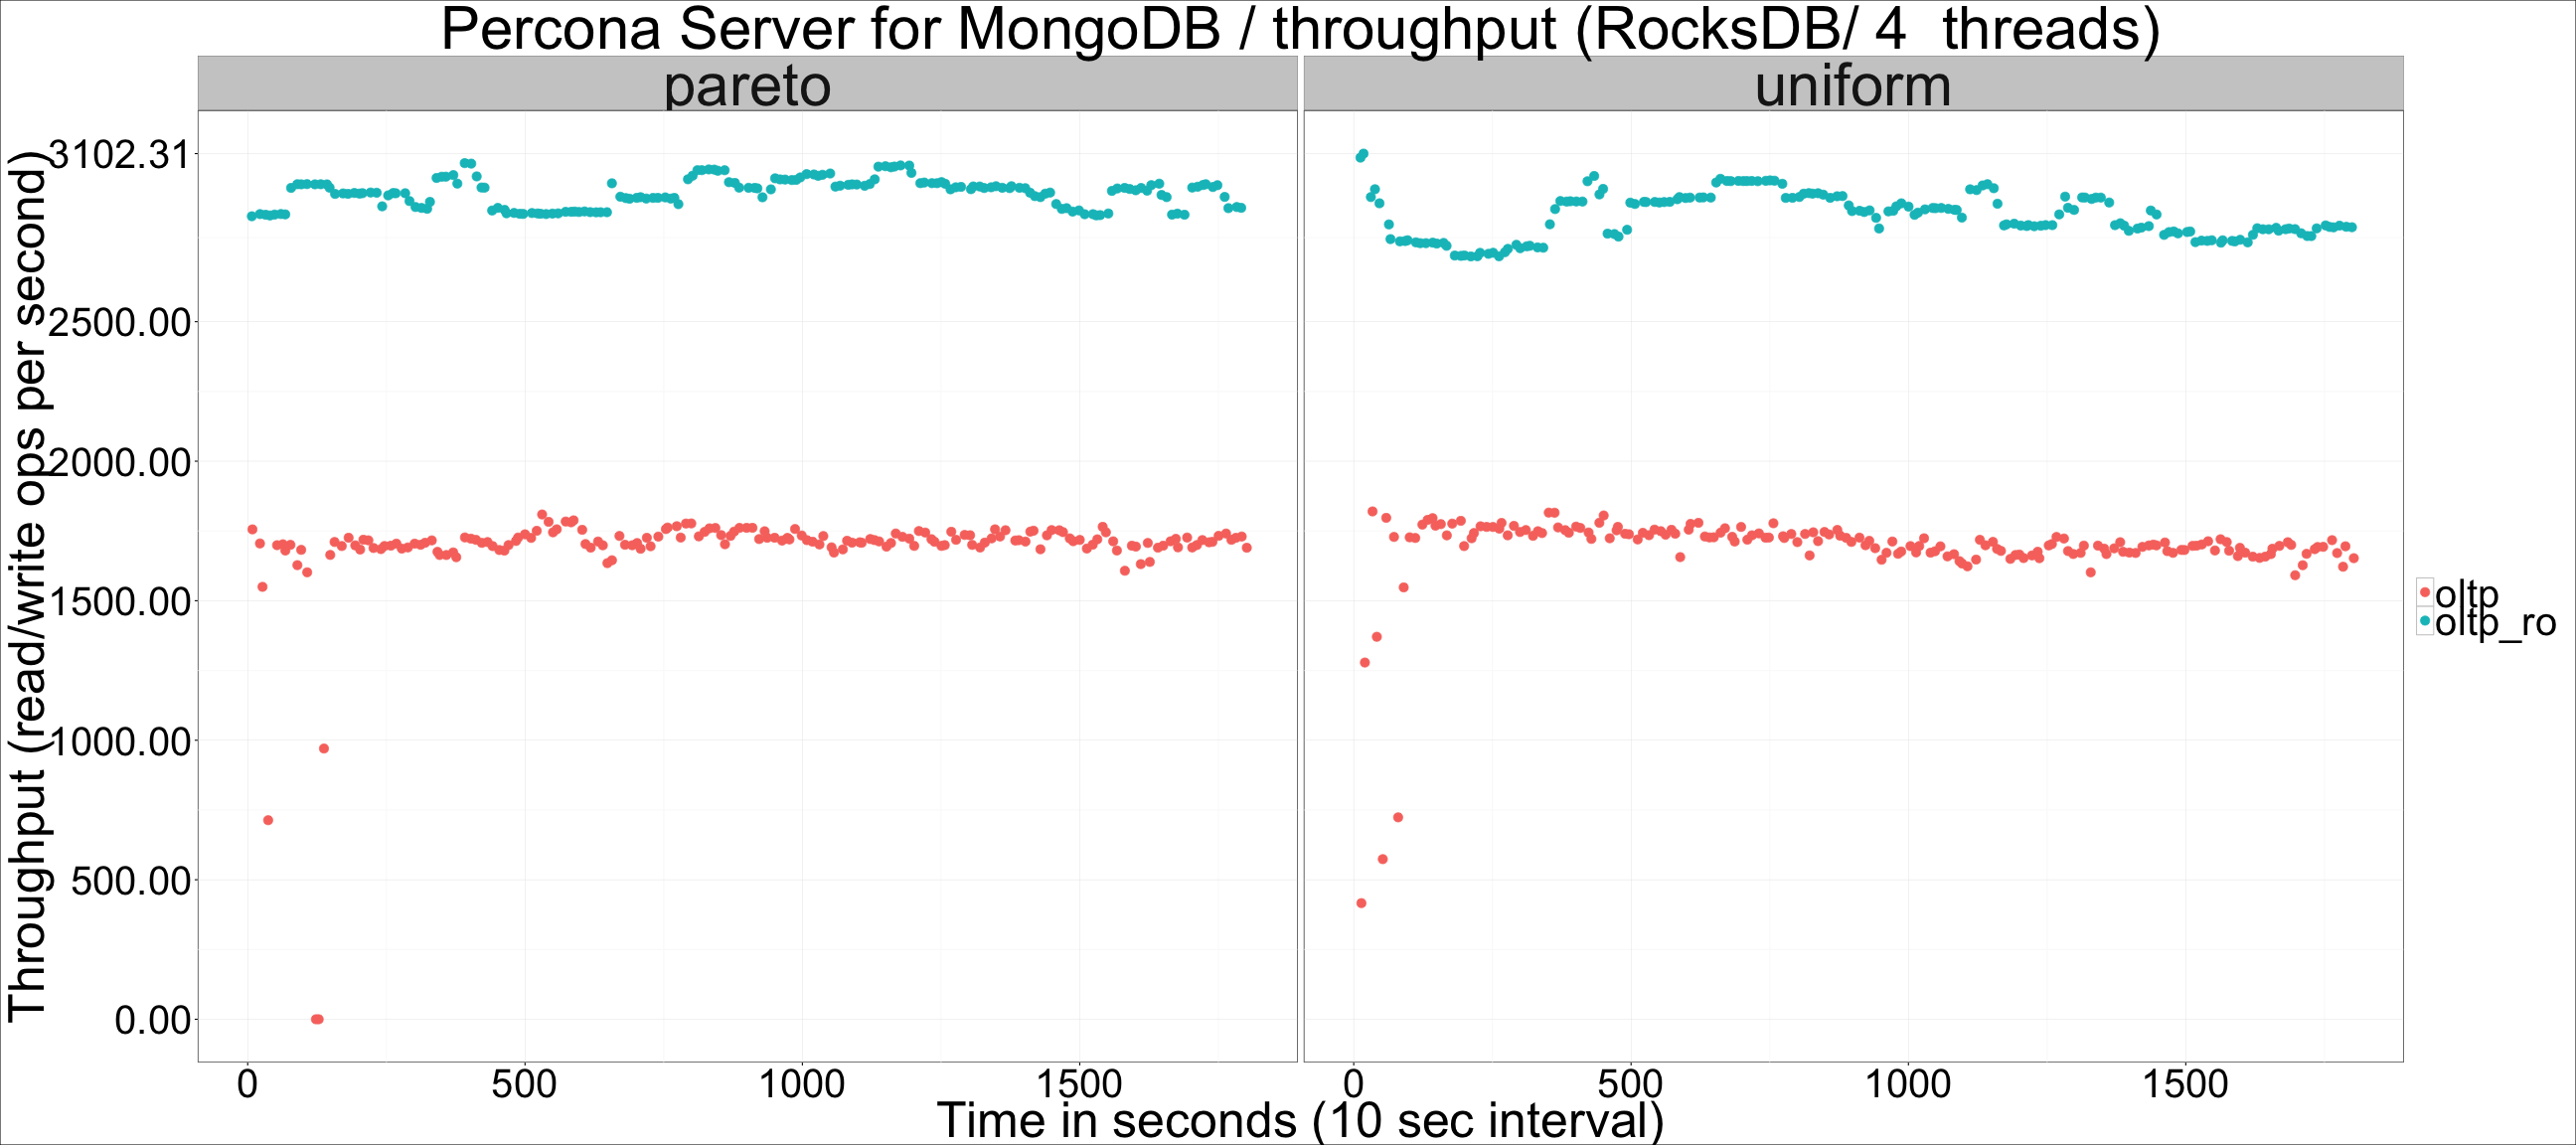 Percona Server for MongoDB / throughput (RocksDB/ 4  threads)
pareto
uniform
Throughput (read/write ops per second)
3102.31
2500.00
2000.00
1500.00
1000.00
500.00
0.00
0 500 1000 1500
0 500 1000 1500
Time in seconds (10 sec interval)
oltp
oltp_ro